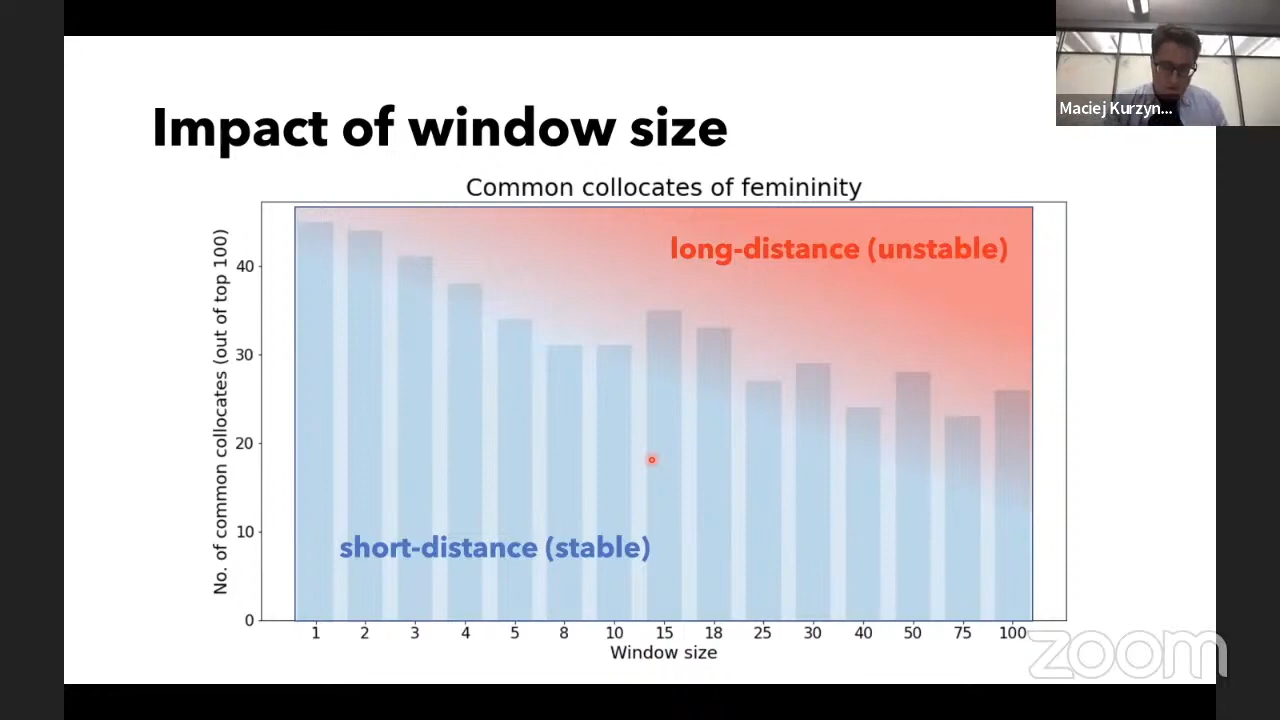 Maciej Kurzyn...
Impact of window size
Common collocates of femininity
long-distance (unstable)
short-distance (stable)
No. of common collocates (out of top 100)
40
30
20
10
0
1 2 3 4 5 8 10 15 18 25 30 40 50 75 100
Window size
zoom